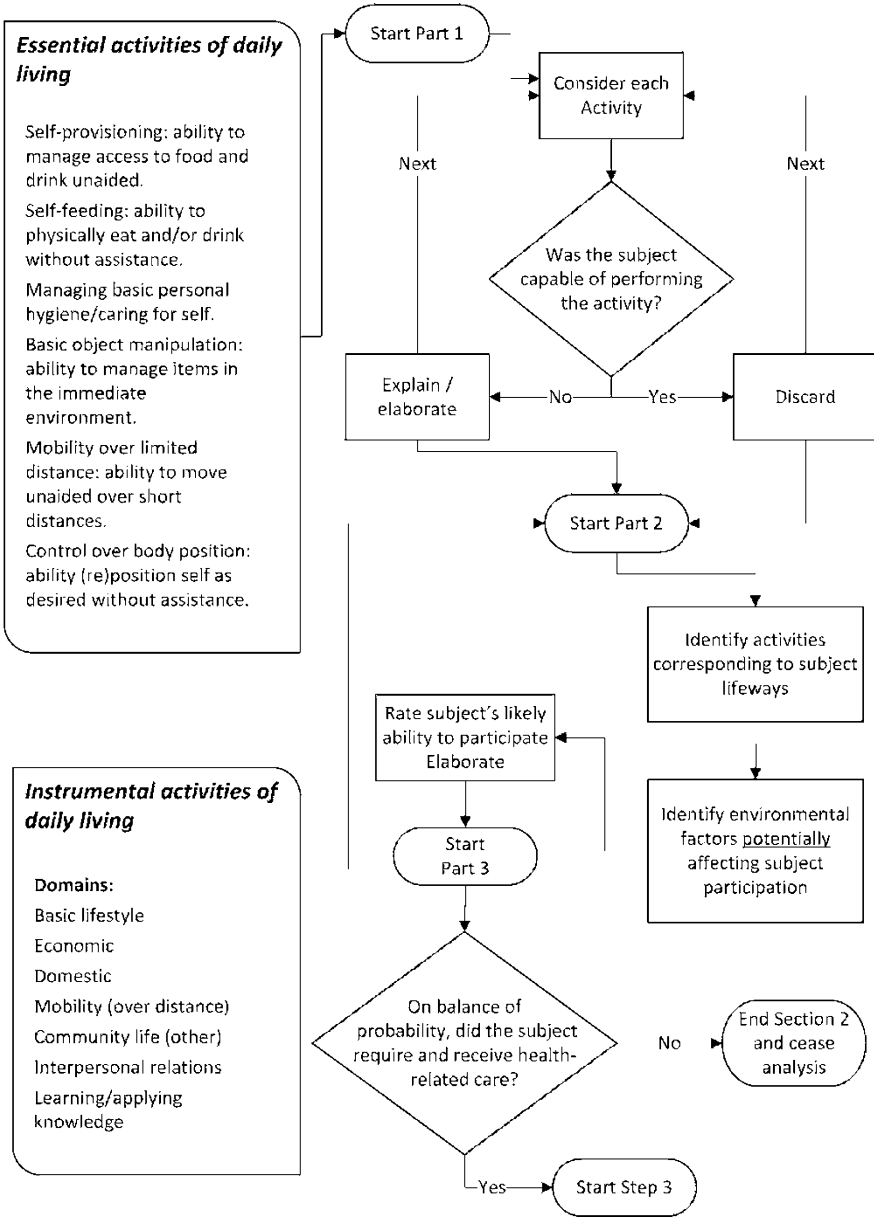 Essential activities of daily
living
Self-provisioning: ability to
manage access to food and
drink unaided.
Self-feeding: ability to
physically eat and/or drink
without assistance.
Managing basic personal
hygiene/caring for self.
Basic object manipulation:
ability to manage items in
the immediate
environment.
Mobility over limited
distance: ability to move
unaided over short
distances.
Control over body position:
ability (re)position self as
desired without assistance.
Start Part 1
Consider each
Activity
Next
Next
Was the subject
capable of performing
the activity?
Explain /
elaborate
No
Yes
Discard
Start Part 2
Identify activities
corresponding to subject
lifeways
Rate subject's likely
ability to participate
Elaborate
Identify environmental
factors potentially
affecting subject
participation
Start
Part 3
Instrumental activities of
daily living
Domains:
Basic lifestyle
Economic
Domestic
Mobility (over distance)
Community life (other)
Interpersonal relations
Learning/applying
knowledge
On balance of
probability, did the subject
require and receive health-
related care?
No
End Section 2
and cease
analysis
Yes
Start Step 3